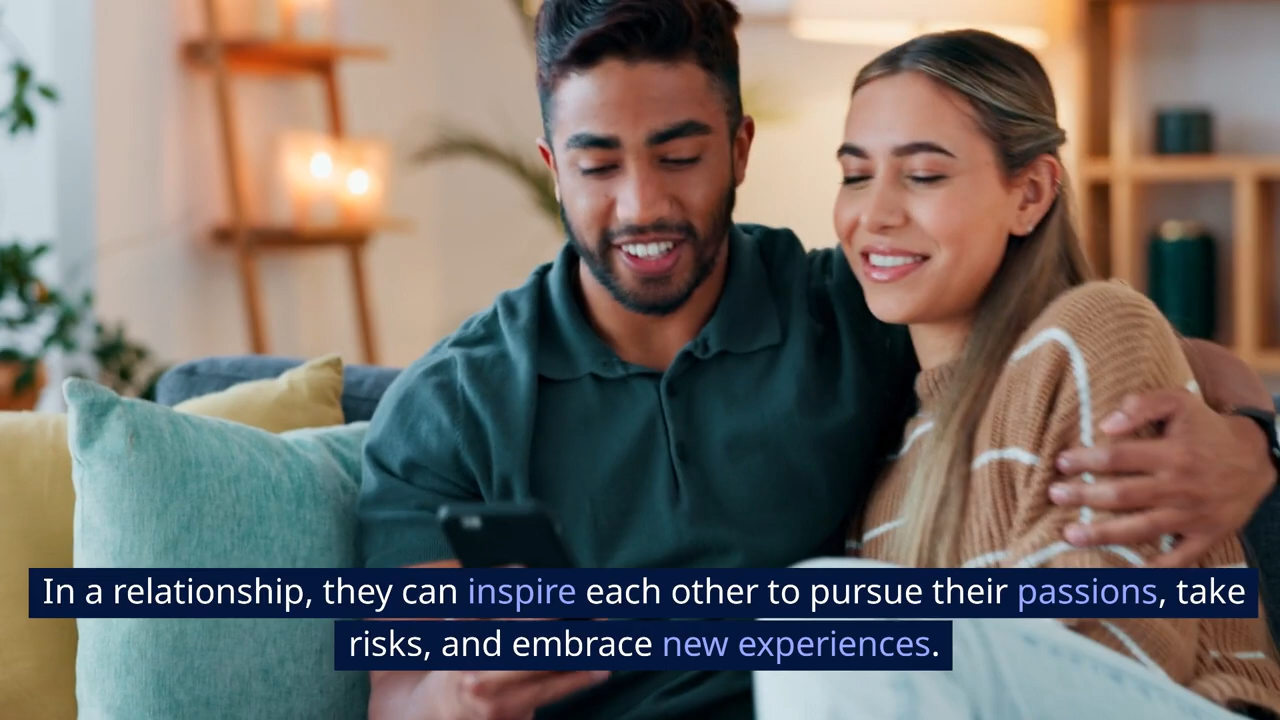 In a relationship, they can inspire each other to pursue their passions, take
risks, and embrace new experiences.